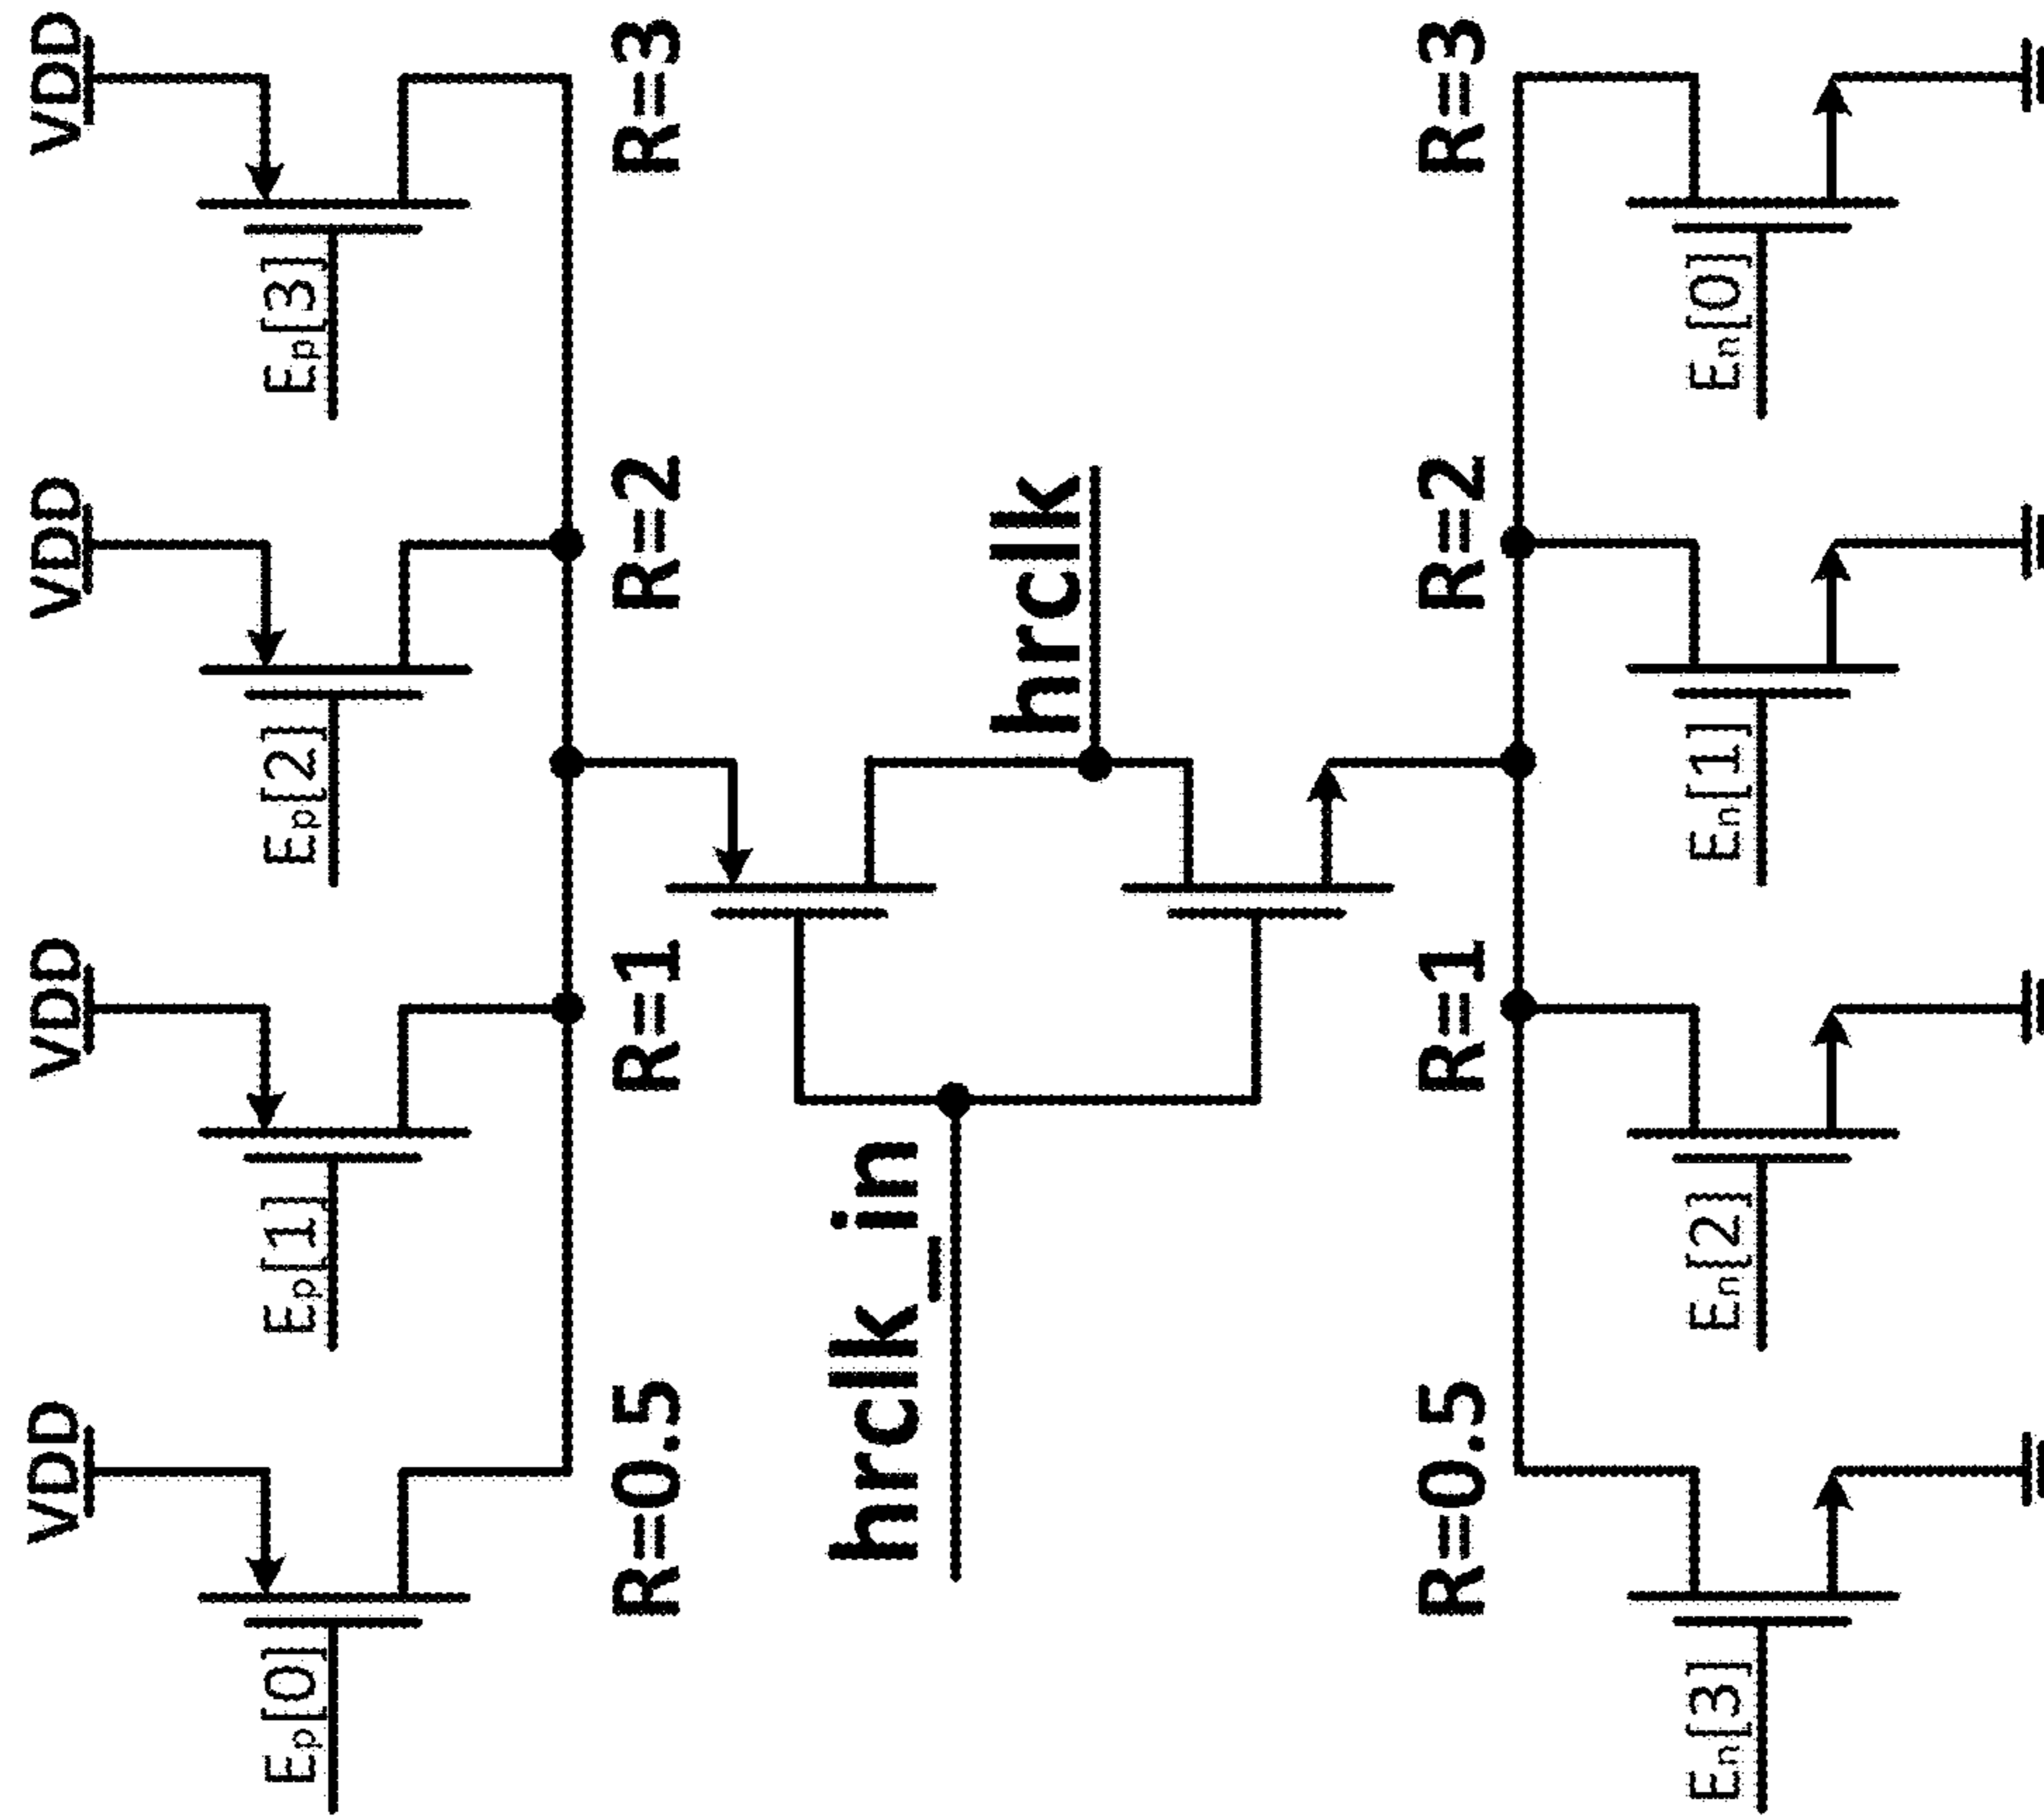 VDD VDD VDD VDD
Ep[0] Ep[1] Ep[2] Ep[3]
R=0.5 R=1 R=2 R=3
hrclk_in
hrclk
R=0.5 R=1 R=2 R=3
En[3] En[2] En[1] En[0]